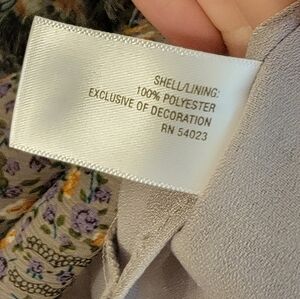 SHELL/LINING:
100% POLYESTER
EXCLUSIVE OF DECORATION
RN 54023